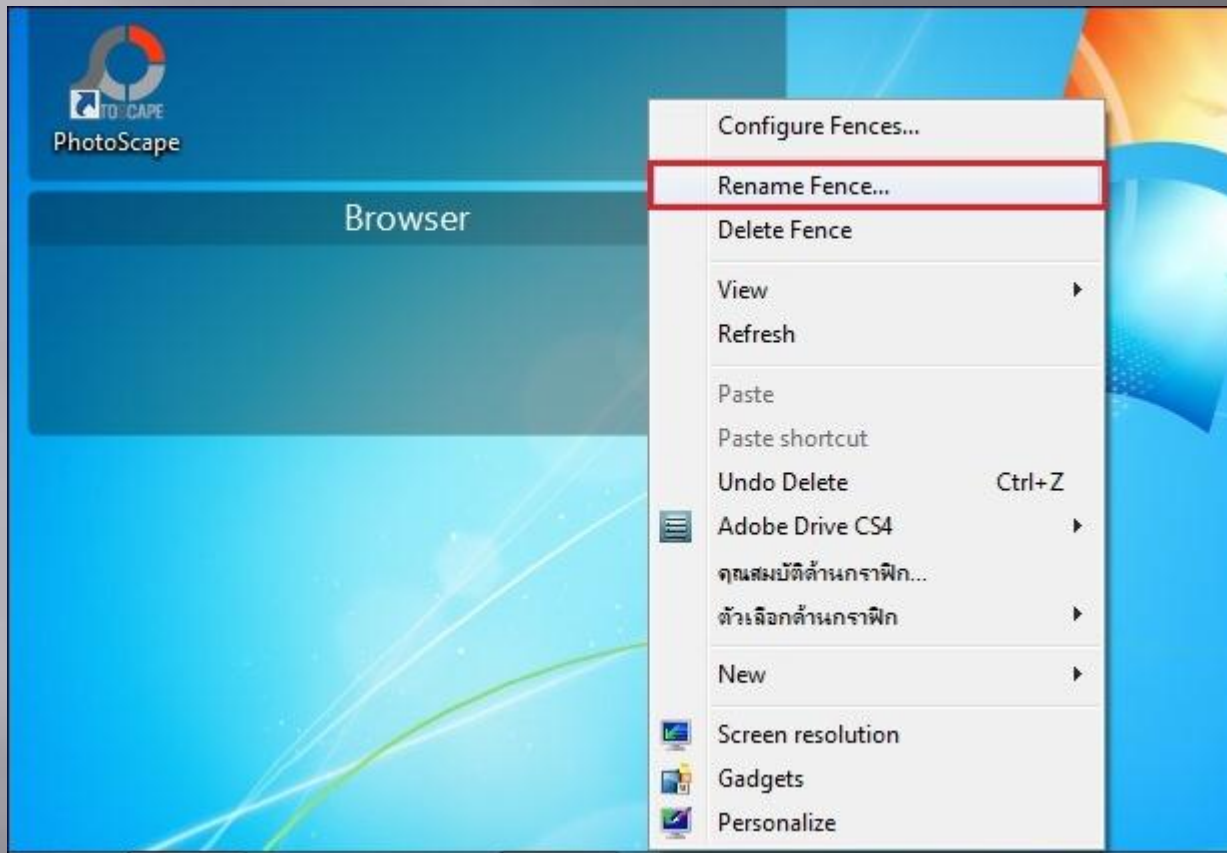 TO SCAPE
PhotoScape
Browser
Configure Fences...
Rename Fence...
Delete Fence
View
Refresh
Paste
Paste shortcut
Undo Delete Ctrl+Z
Adobe Drive CS4
คุณสมบัติด้านกราฟิก...
ตัวเลือกด้านกราฟิก
New
Screen resolution
Gadgets
Personalize